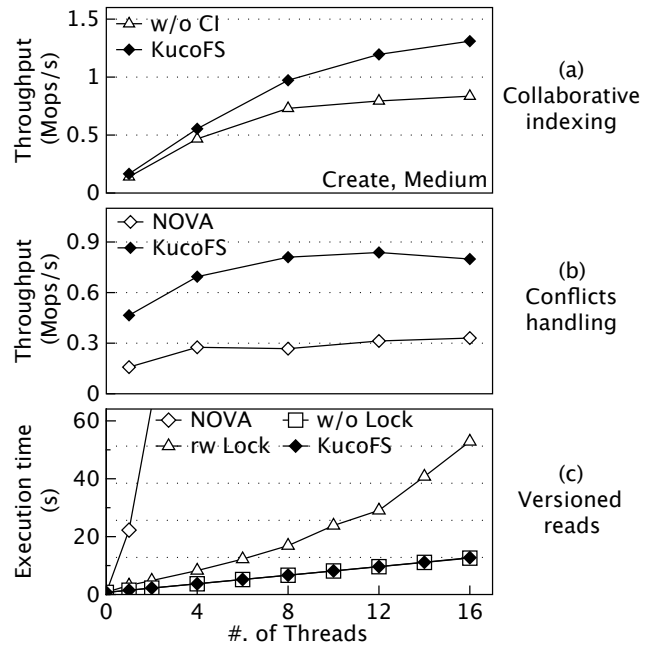 1.5
1
0.5
0
Throughput
(Mops/s)
w/o CI
KucoFS
Create, Medium
(a)
Collaborative
indexing
0.9
0.6
0.3
0
Throughput
(Mops/s)
NOVA
KucoFS
(b)
Conflicts
handling
60
40
20
0
Execution time
(s)
NOVA
w/o Lock
rw Lock
KucoFS
(c)
Versioned
reads
0 4 8 12 16
#. of Threads